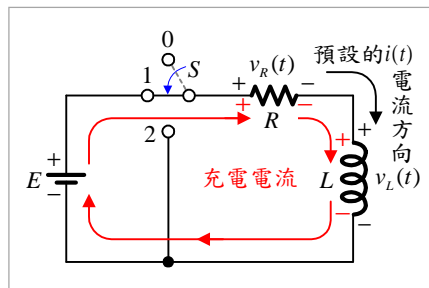 0
1
S
2
+ v_R(t) −
+ −
R
預設的i(t)
電流方向
+
−
E
充電電流
+
L
−
+
v_L(t)
−